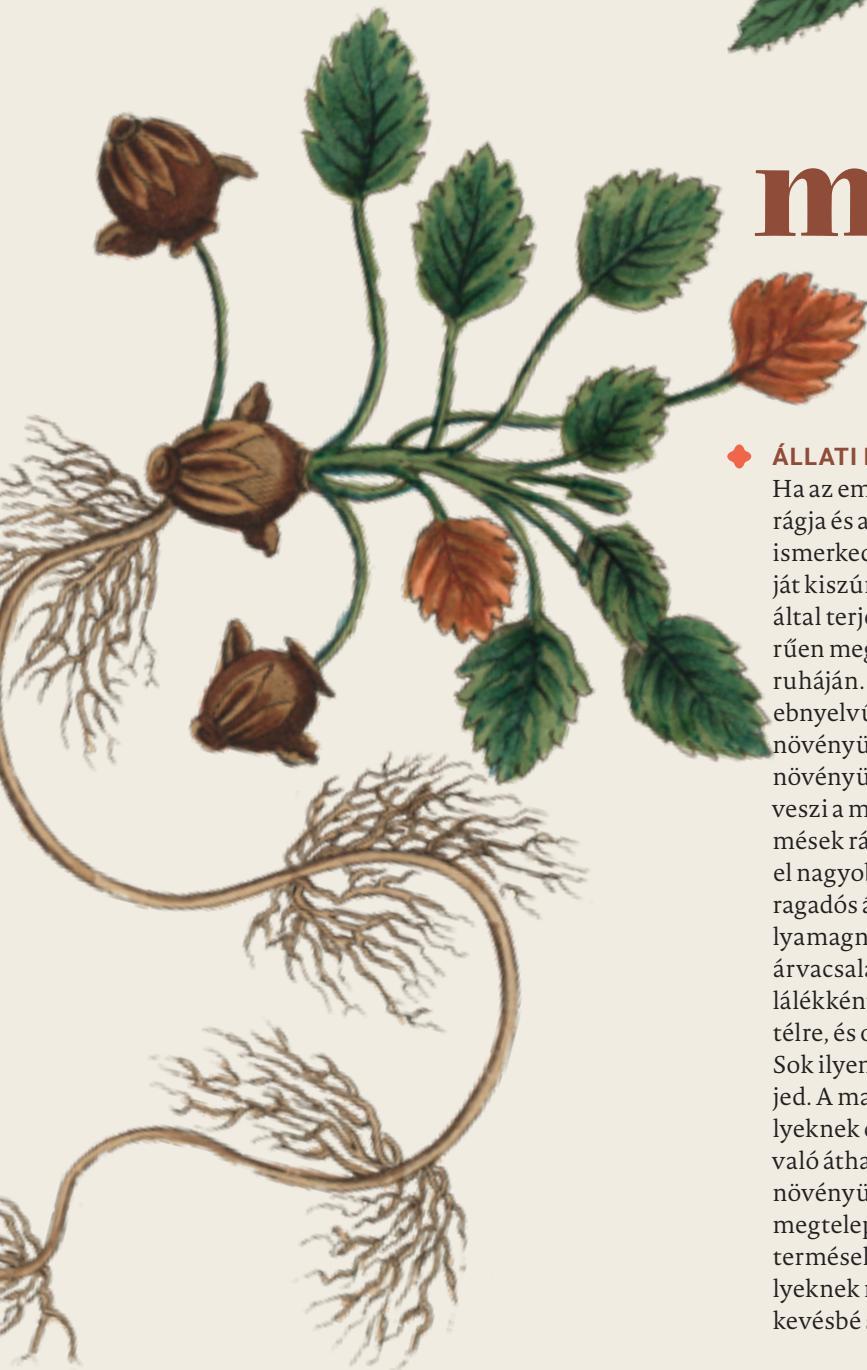 m
ÁLLATI
Ha az em
rágja és a
ismerked
ját kiszú
által terj
rűen meg
ruháján.
ebnyelvű
növényü
növényü
veszi a m
mések rá
el nagyob
ragadós á
lyamagn
árvacsal
lálékkén
télre, és
Sok ilyen
jed. A ma
lyeknek
való átha
növényü
megtelep
termései
lyeknek
kevésbé